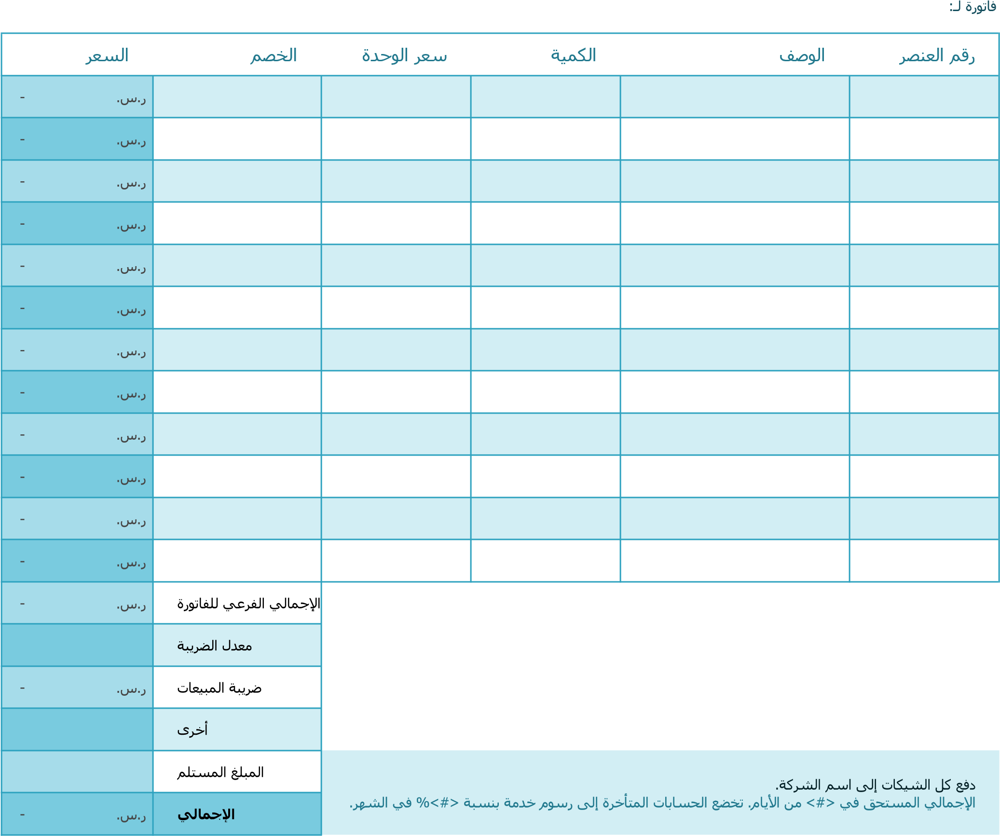 فاتورة لـ:
رقم العنصر الوصف الكمية سعر الوحدة الخصم السعر
ر.س. -
ر.س. -
ر.س. -
ر.س. -
ر.س. -
ر.س. -
ر.س. -
ر.س. -
ر.س. -
ر.س. -
ر.س. -
ر.س. -
الإجمالي الفرعي للفاتورة ر.س. -
معدل الضريبة
ضريبة المبيعات ر.س. -
أخرى
المبلغ المستلم
دفع كل الشيكات إلى اسم الشركة.
الإجمالي المستحق في <#> من الأيام. تخضع الحسابات المتأخرة إلى رسوم خدمة بنسبة <#>% في الشهر.
الإجمالي ر.س. -